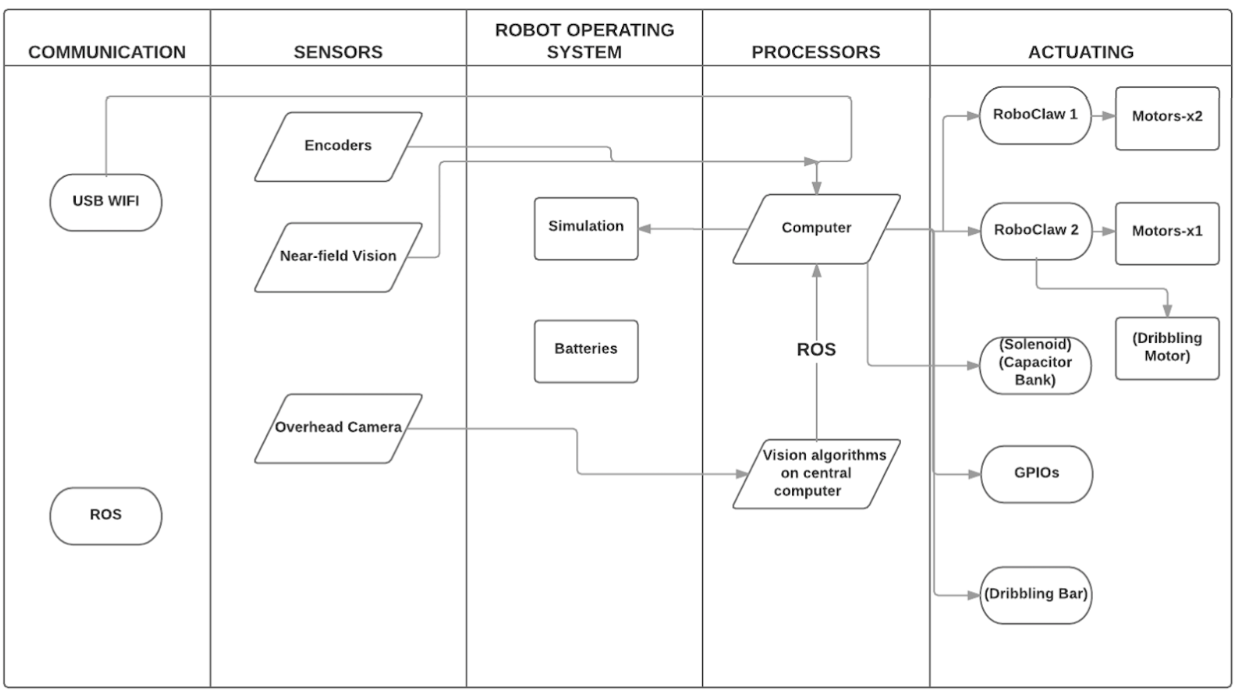 COMMUNICATION
SENSORS
ROBOT OPERATING
SYSTEM
PROCESSORS
ACTUATING
USB WIFI
ROS
Encoders
Near-field Vision
Overhead Camera
Simulation
Batteries
Computer
ROS
Vision algorithms
on central
computer
RoboClaw 1
Motors-x2
RoboClaw 2
Motors-x1
(Dribbling
Motor)
(Solenoid)
(Capacitor
Bank)
GPIOs
(Dribbling Bar)